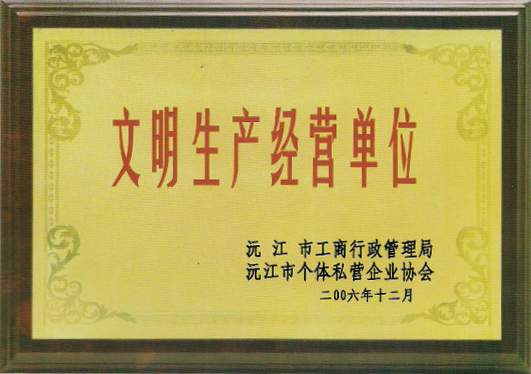 文明生产经营单位
沅江市工商行政管理局
沅江市个体私营企业协会
二00六年十二月